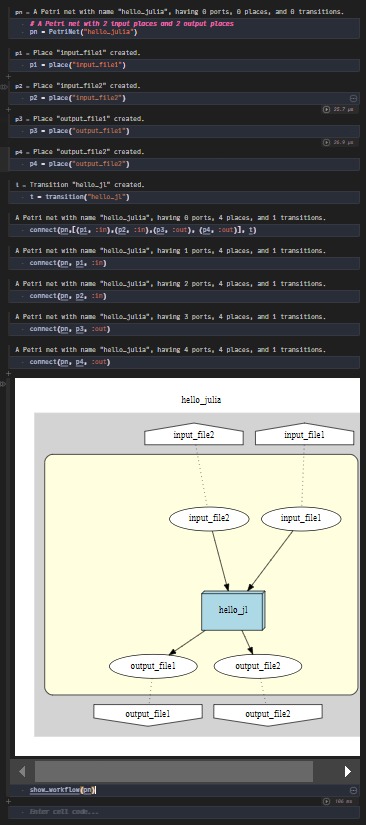 pn = A Petri net with name "hello_julia", having 0 ports, 0 places, and 0 transitions.
# A Petri net with 2 input places and 2 output places
pn = PetriNet("hello_julia")
p1 = Place "input_file1" created.
p1 = place("input_file1")
p2 = Place "input_file2" created.
p2 = place("input_file2")
25.7 μs
p3 = Place "output_file1" created.
p3 = place("output_file1")
p4 = Place "output_file2" created.
p4 = place("output_file2")
t = Transition "hello_jl" created.
t = transition("hello_jl")
A Petri net with name "hello_julia", having 0 ports, 4 places, and 1 transitions.
connect(pn,[(p1, :in),(p2, :in),(p3, :out), (p4, :out)], t)
A Petri net with name "hello_julia", having 1 ports, 4 places, and 1 transitions.
connect(pn, p1, :in)
A Petri net with name "hello_julia", having 2 ports, 4 places, and 1 transitions.
connect(pn, p2, :in)
A Petri net with name "hello_julia", having 3 ports, 4 places, and 1 transitions.
connect(pn, p3, :out)
A Petri net with name "hello_julia", having 4 ports, 4 places, and 1 transitions.
connect(pn, p4, :out)
hello_julia
input_file2 input_file1
input_file2 input_file1
hello_jl
output_file1 output_file2
output_file1 output_file2
show_workflow(pn)
Enter cell code...